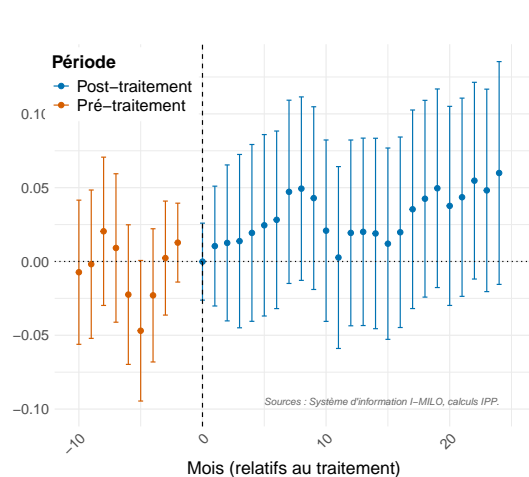 Période
Post−traitement
Pré−traitement
0.10
0.05
0.00
−0.05
−0.10
Sources : Système d'information I−MILO, calculs IPP.
−10
0
10
20
Mois (relatifs au traitement)